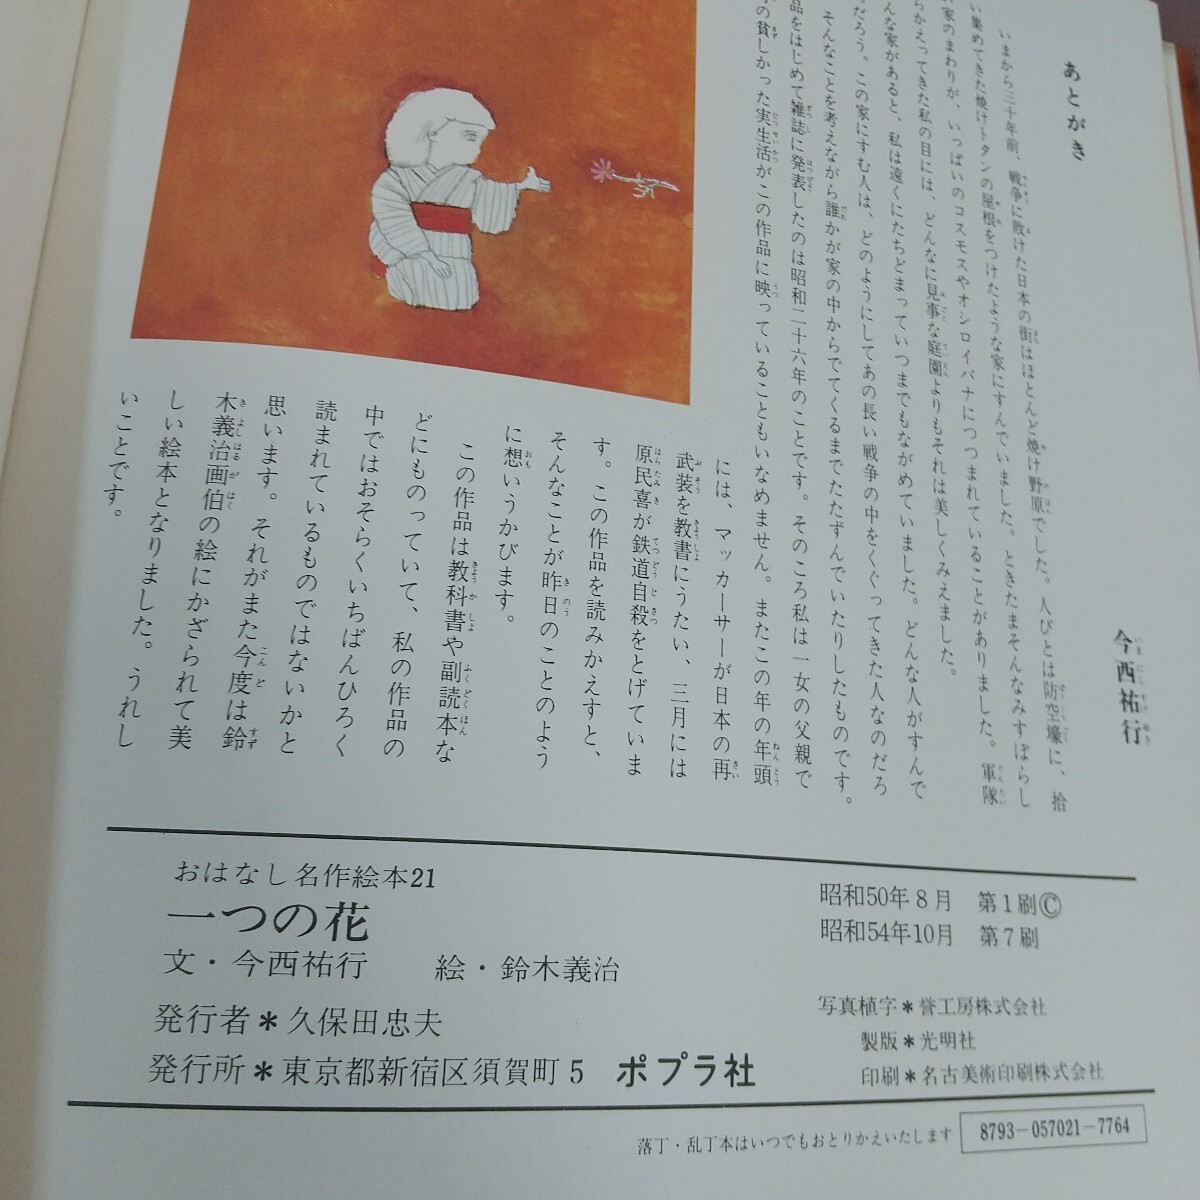 あとがき
今西祐行
いまから三十年前、戦争に敗けた日本の街はほとんど焼け野原でした。人びとは防空壕に、拾
い集めてきた焼けトタンの屋根をつけたような家にすんでいました。ときたまそんなみすぼらし
家のまわりが、いっぱいのコスモスやオシロイバナにつつまれていることがありました。軍隊
らかえってきた私の目には、どんなに見事な庭園よりもそれは美しくみえました。
んな家があると、私は遠くにたちどまっていつまでもながめていました。どんな人がすんで
だろう。この家にすむ人は、どのようにしてあの長い戦争の中をくぐってきた人なのだろ
そんなことを考えながら誰かが家の中からでてくるまでたたずんでいたりしたものです。
品をはじめて雑誌に発表したのは昭和二十六年のことです。そのころ私は一女の父親で
の貧しかった実生活がこの作品に映っていることもいなめません。またこの年の年頭
には、マッカーサーが日本の再
武装を教書にうたい、三月には
原民喜が鉄道自殺をとげていま
す。この作品を読みかえすと、
そんなことが昨日のことのよう
に想いうかびます。
この作品は教科書や副読本な
どにものっていて、私の作品の
中ではおそらくいちばんひろく
読まれているものではないかと
思います。それがまた今度は鈴
木義治画伯の絵にかざられて美
しい絵本となりました。うれし
いことです。
おはなし名作絵本21
一つの花
文・今西祐行　絵・鈴木義治
発行者＊久保田忠夫
発行所＊東京都新宿区須賀町5　ポプラ社
昭和50年8月　第1刷Ⓒ
昭和54年10月　第7刷
写真植字＊誉工房株式会社
製版＊光明社
印刷＊名古美術印刷株式会社
落丁・乱丁本はいつでもおとりかえいたします
8793-057021-7764